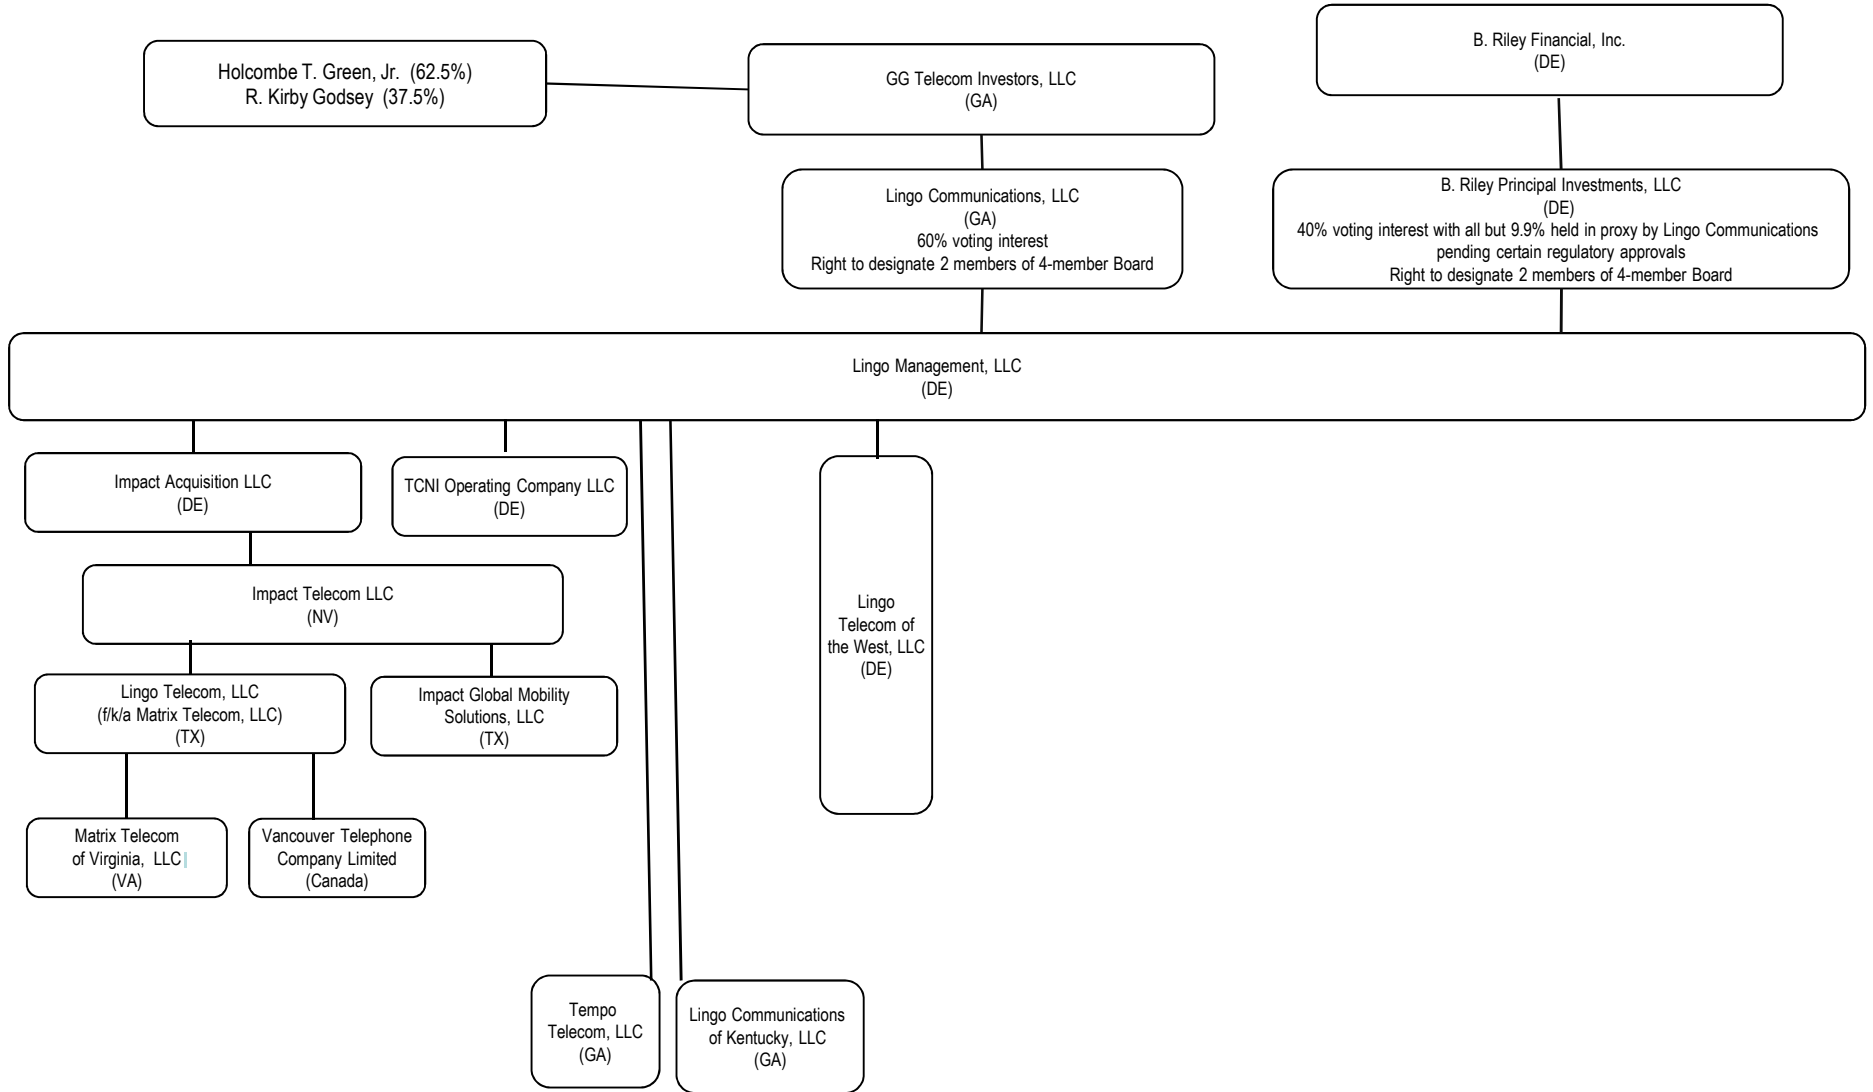 Holcombe T. Green, Jr. (62.5%)
R. Kirby Godsey (37.5%)
GG Telecom Investors, LLC
(GA)
B. Riley Financial, Inc.
(DE)
Lingo Communications, LLC
(GA)
60% voting interest
Right to designate 2 members of 4-member Board
B. Riley Principal Investments, LLC
(DE)
40% voting interest with all but 9.9% held in proxy by Lingo Communications
pending certain regulatory approvals
Right to designate 2 members of 4-member Board
Lingo Management, LLC
(DE)
Impact Acquisition LLC
(DE)
TCNI Operating Company LLC
(DE)
Impact Telecom LLC
(NV)
Lingo
Telecom of
the West, LLC
(DE)
Lingo Telecom, LLC
(f/k/a Matrix Telecom, LLC)
(TX)
Impact Global Mobility
Solutions, LLC
(TX)
Matrix Telecom
of Virginia, LLC
(VA)
Vancouver Telephone
Company Limited
(Canada)
Tempo
Telecom, LLC
(GA)
Lingo Communications
of Kentucky, LLC
(GA)